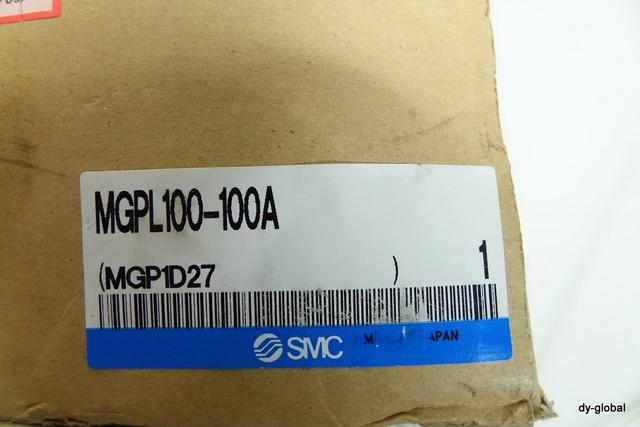 MGPL100-100A
(MGP1D27 ) 1
SMC
JAPAN
dy-global